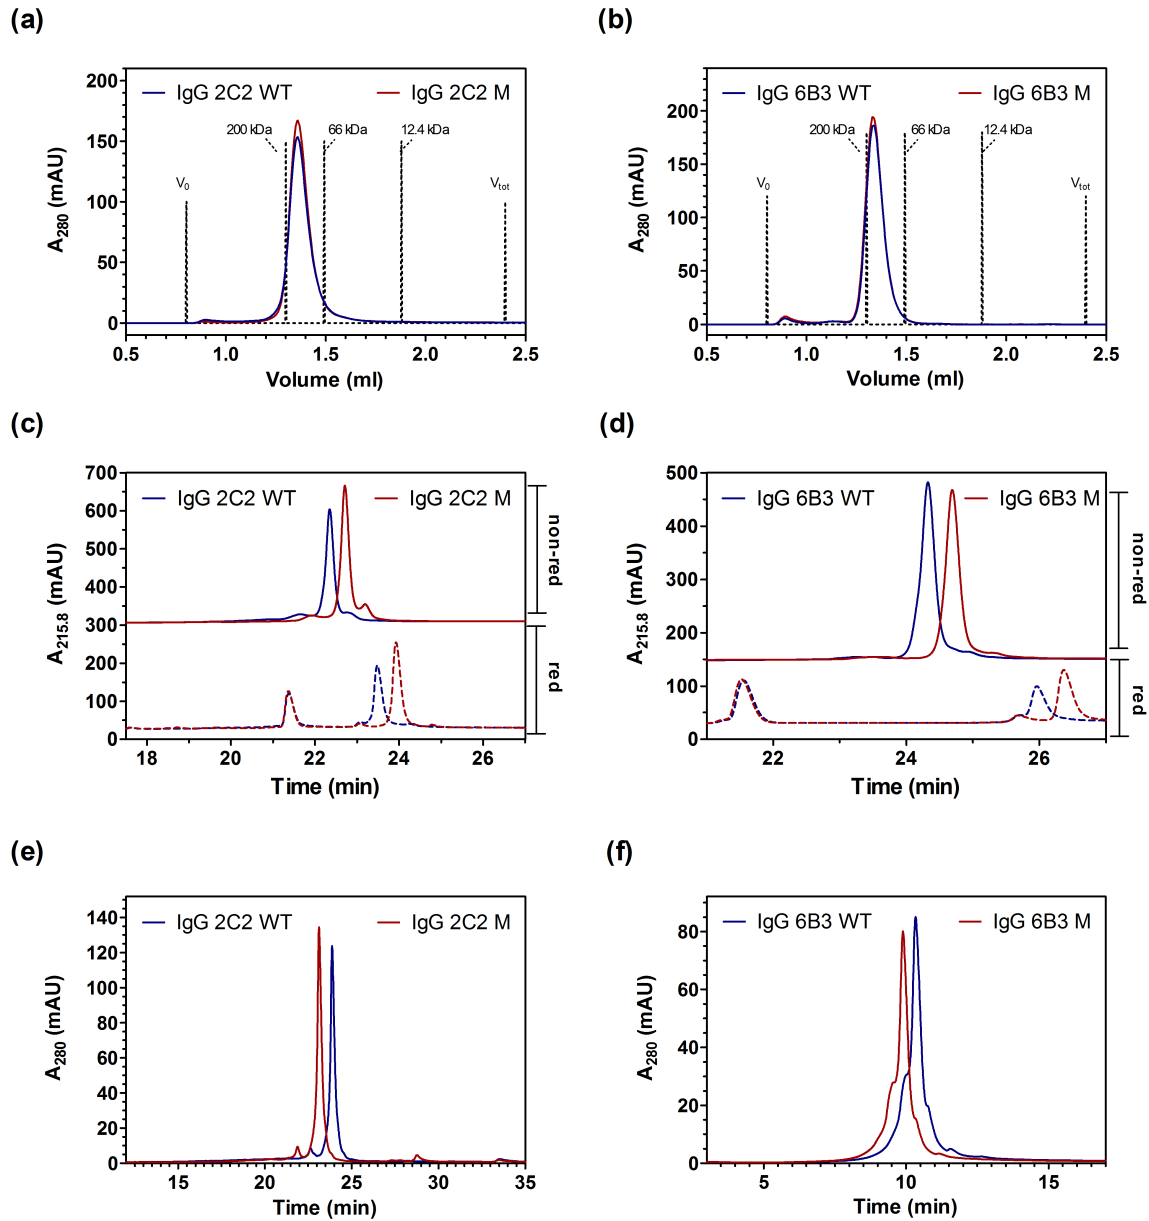 (a)
IgG 2C2 WT
IgG 2C2 M
200 kDa
66 kDa
12.4 kDa
V0
Vtot
200
150
100
50
0
A280 (mAU)
0.5
1.0
1.5
2.0
2.5
Volume (ml)
(b)
IgG 6B3 WT
IgG 6B3 M
200 kDa
66 kDa
12.4 kDa
V0
Vtot
200
150
100
50
0
A280 (mAU)
0.5
1.0
1.5
2.0
2.5
Volume (ml)
(c)
IgG 2C2 WT
IgG 2C2 M
700
600
500
400
300
200
100
0
A215.8 (mAU)
non-red
red
18
20
22
24
26
Time (min)
(d)
IgG 6B3 WT
IgG 6B3 M
500
400
300
200
100
0
A215.8 (mAU)
non-red
red
22
24
26
Time (min)
(e)
IgG 2C2 WT
IgG 2C2 M
140
120
100
80
60
40
20
0
A280 (mAU)
15
20
25
30
35
Time (min)
(f)
IgG 6B3 WT
IgG 6B3 M
80
60
40
20
0
A280 (mAU)
5
10
15
Time (min)